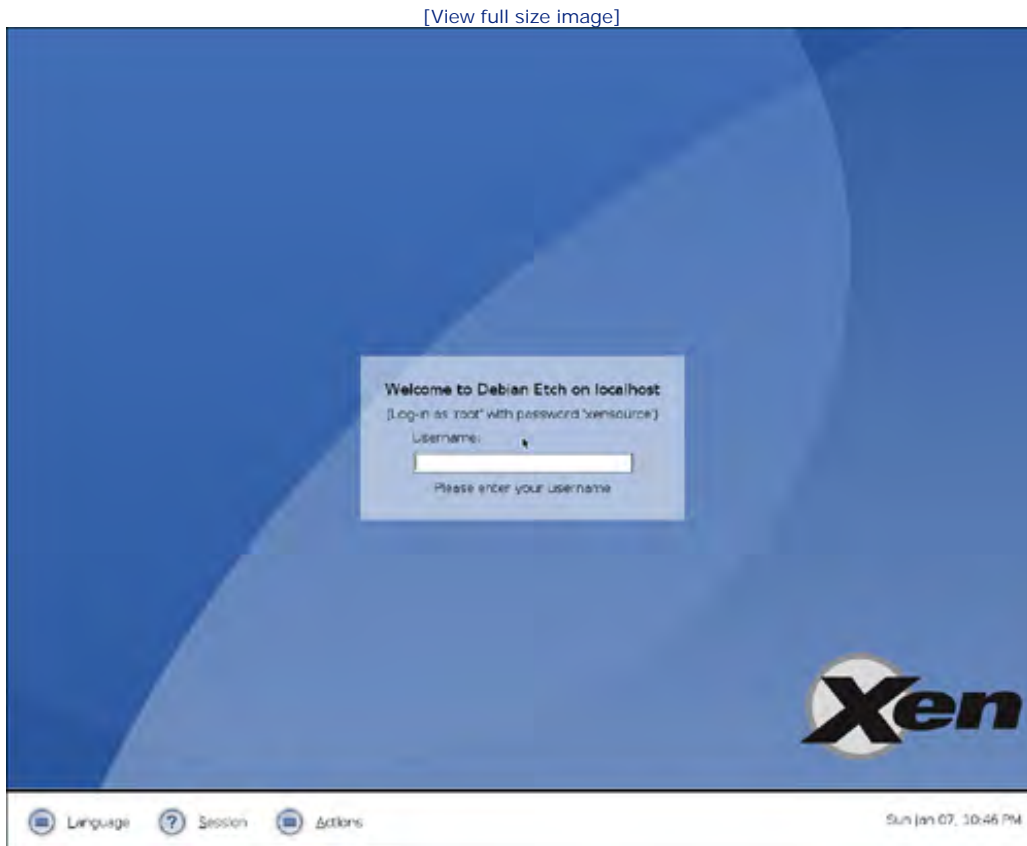 [View full size image]
Welcome to Debian Etch on localhost
(Log-in as 'root' with password 'xensource')
Username:
Please enter your username
Xen
Language Session Actions Sun Jan 07, 10:46 PM